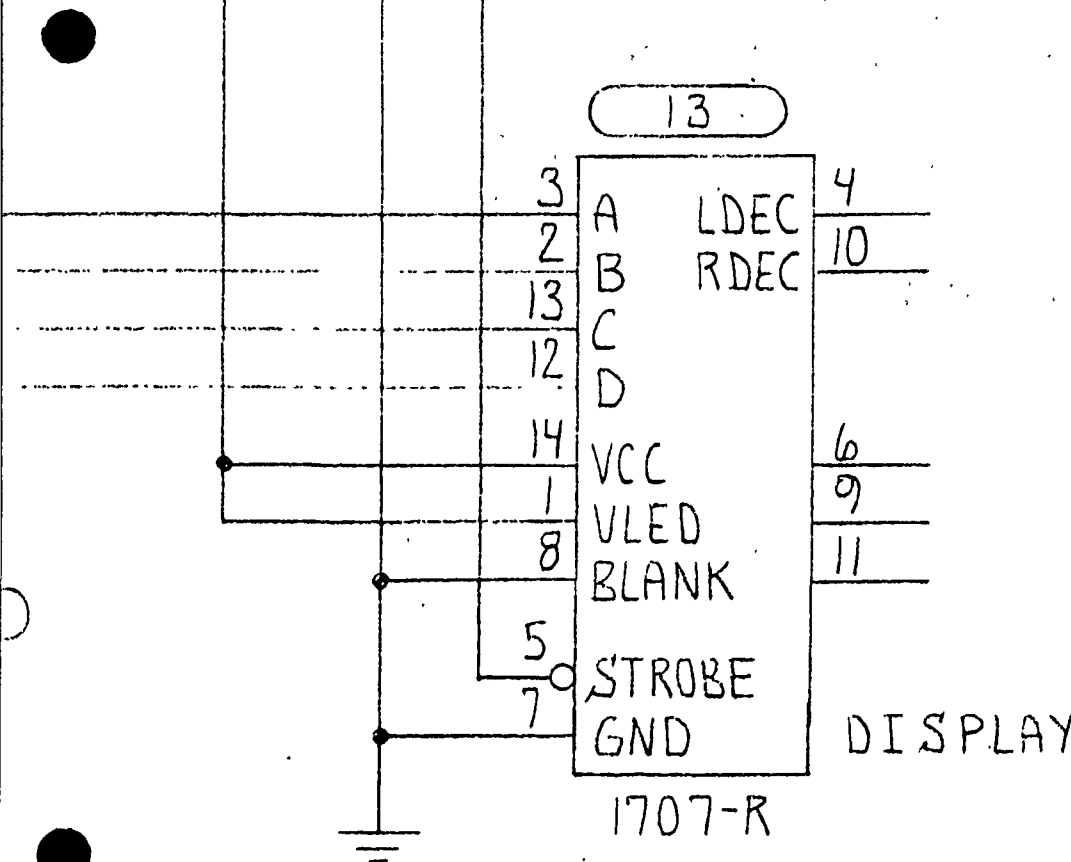 13
3 A LDEC 4
2 B RDEC 10
13 C
12 D
14 VCC 6
1 VLED 9
8 BLANK 11
5 STROBE
7 GND DISPLAY
1707-R